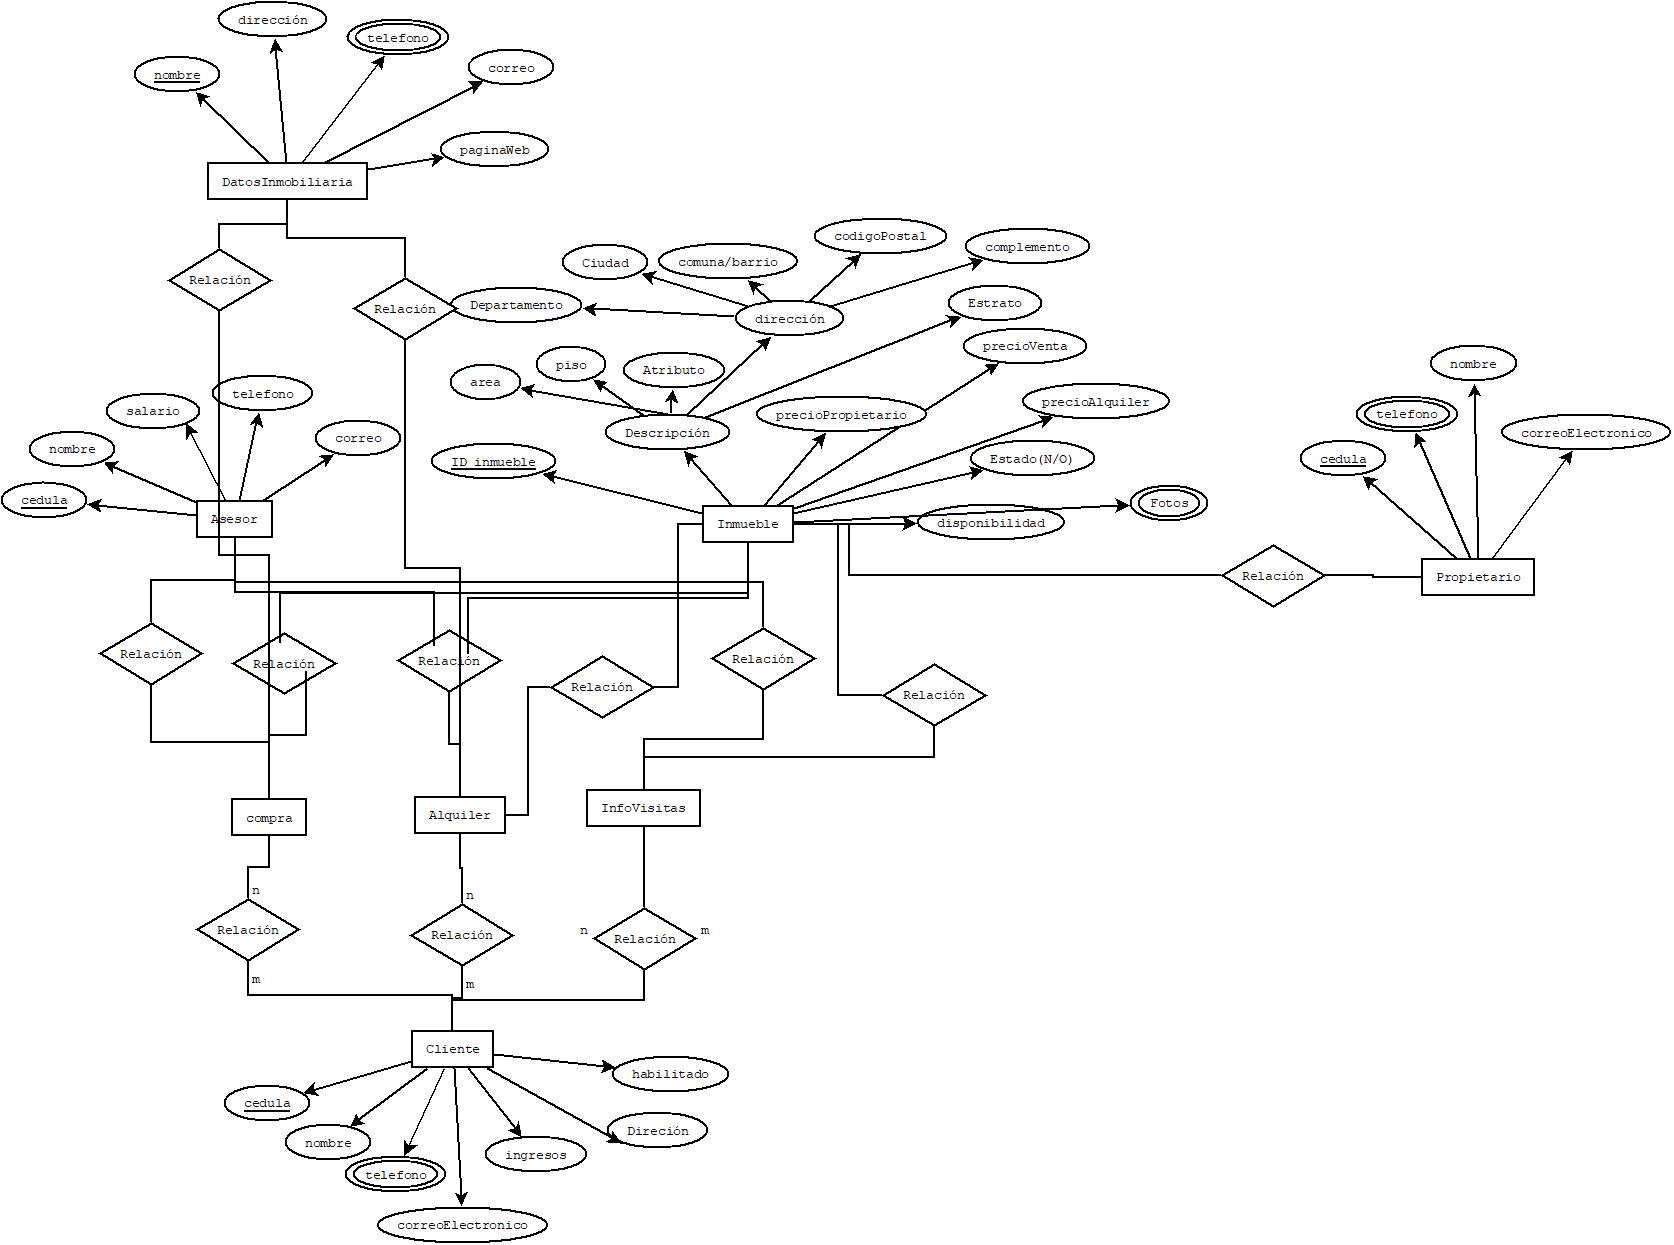 dirección
telefono
nombre
correo
paginaWeb
DatosInmobiliaria
codigoPostal
complemento
Ciudad
comuna/barrio
Relación
Relación
Departamento
dirección
Estrato
precioVenta
piso
Atributo
area
nombre
salario
telefono
precioPropietario
precioAlquiler
telefono
Descripción
correo
correoElectronico
nombre
ID inmueble
Estado(N/O)
cedula
cedula
Fotos
Asesor
Inmueble
disponibilidad
Relación
Propietario
Relación
Relación
Relación
Relación
Relación
Relación
compra
Alquiler
InfoVisitas
n
n
Relación
Relación
n
Relación
m
m
m
Cliente
habilitado
cedula
Direción
nombre
ingresos
telefono
correoElectronico